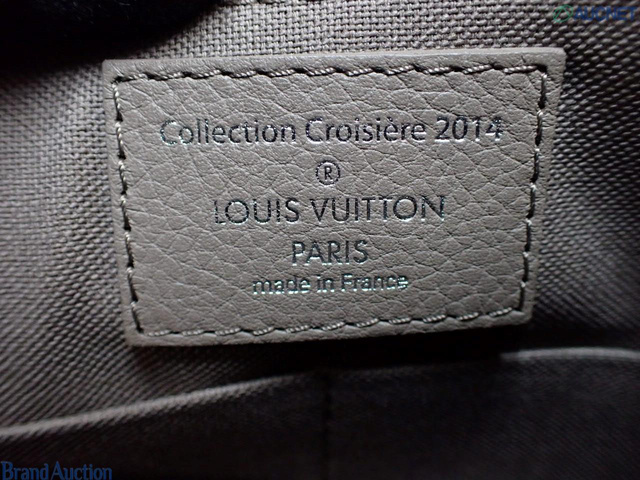 Collection Croisière 2014
®
LOUIS VUITTON
PARIS
made in France
Brand Auction